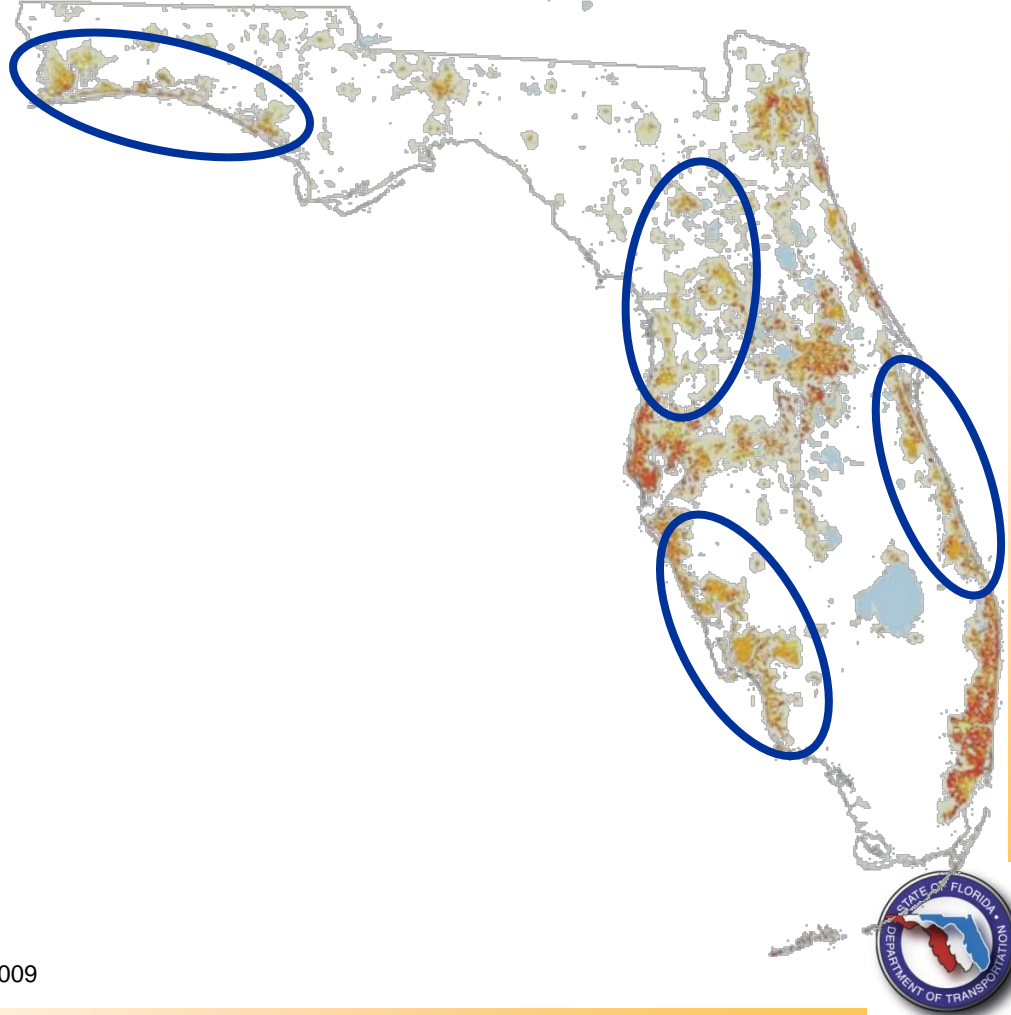 009
STATE OF FLORIDA •
DEPARTMENT OF TRANSPORTATION